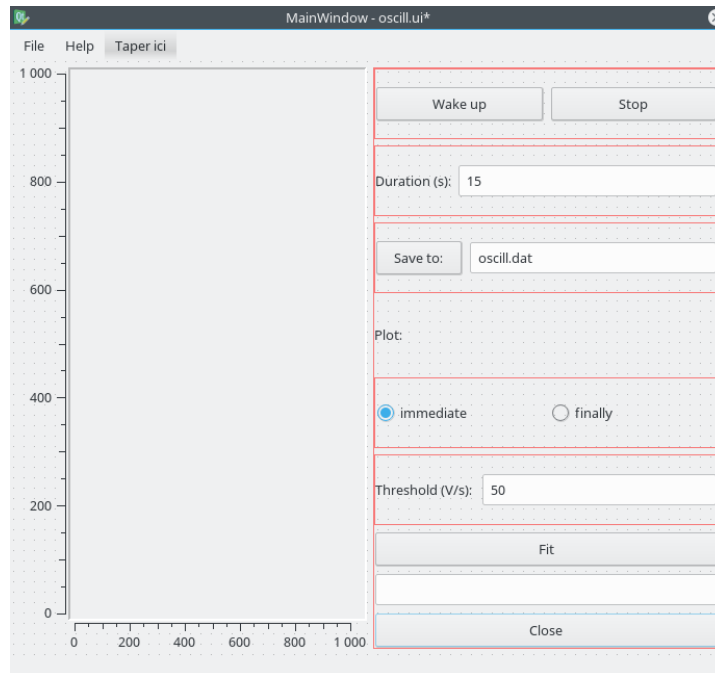 MainWindow - oscill.ui*
File Help Taper ici
1 000
800
600
400
200
0
0 200 400 600 800 1 000
Wake up Stop
Duration (s): 15
Save to: oscill.dat
Plot:
immediate finally
Threshold (V/s): 50
Fit
Close